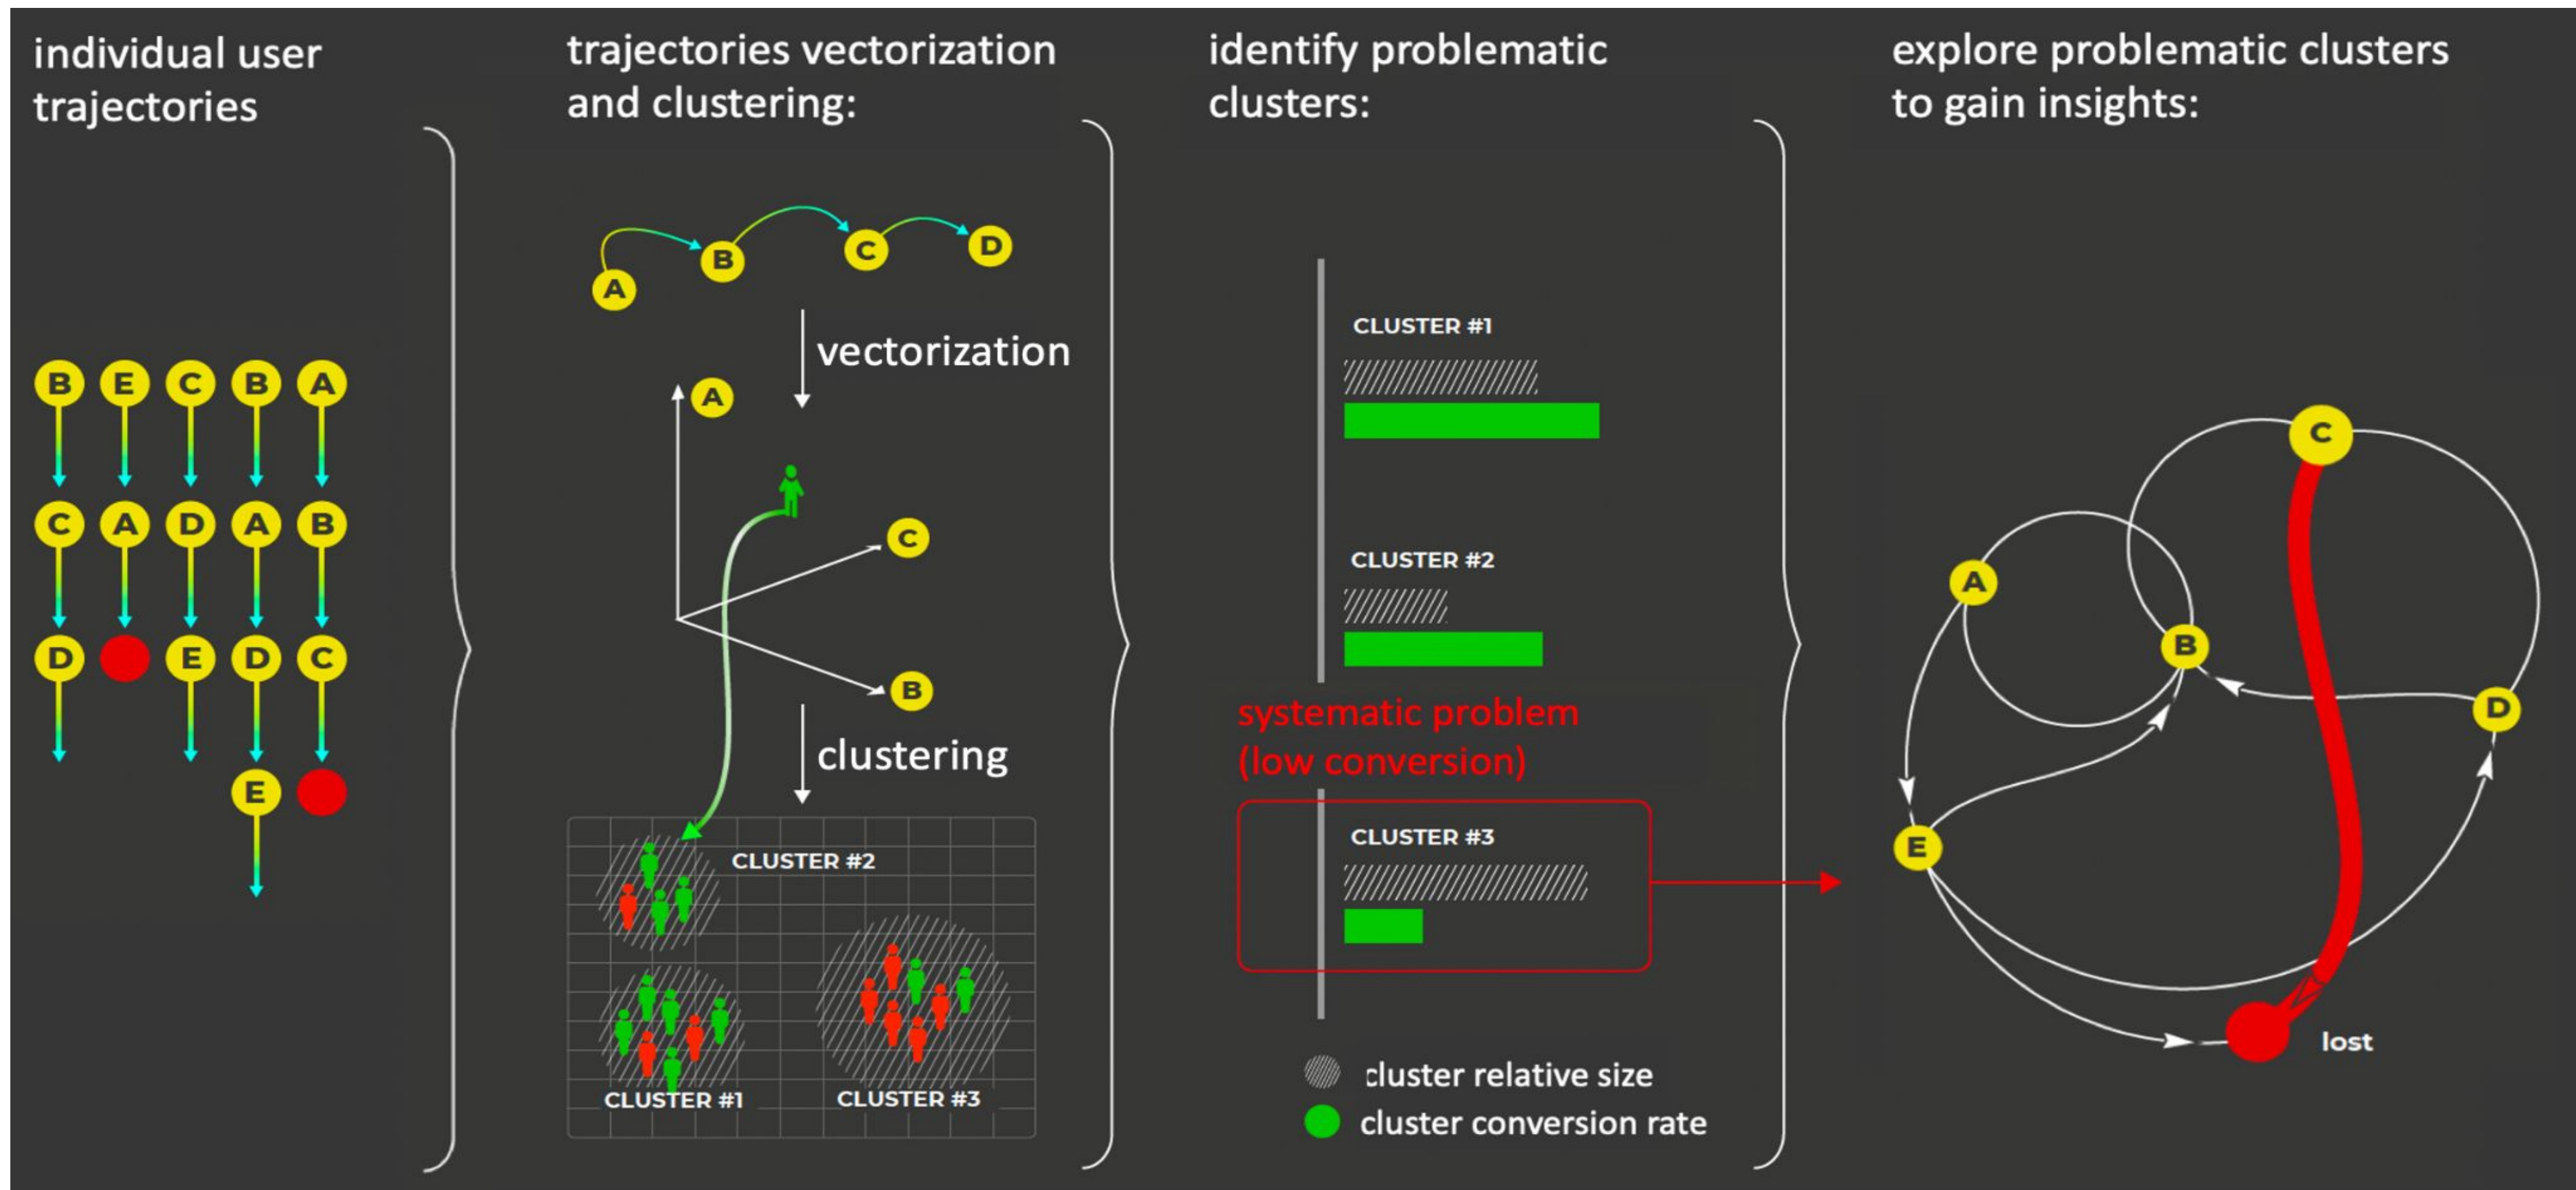 individual user
trajectories
B E C B A
C A D A B
D E D C
E
trajectories vectorization
and clustering:
A B C D
vectorization
A
C
B
clustering
CLUSTER #2
CLUSTER #1
CLUSTER #3
identify problematic
clusters:
CLUSTER #1
CLUSTER #2
systematic problem
(low conversion)
CLUSTER #3
cluster relative size
cluster conversion rate
explore problematic clusters
to gain insights:
C
A
B
D
E
lost